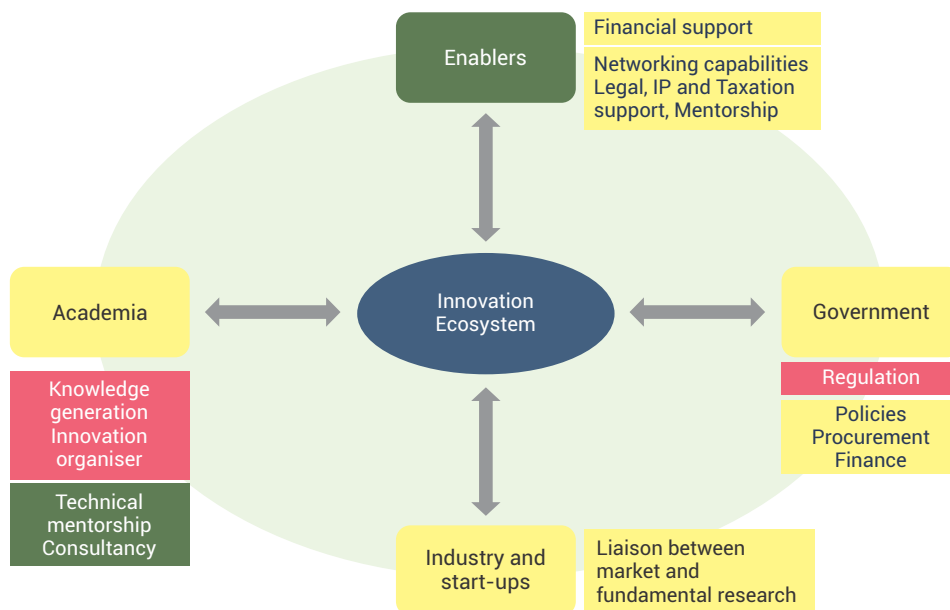 Enablers
Financial support
Networking capabilities
Legal, IP and Taxation
support, Mentorship
Academia
Knowledge
generation
Innovation
organiser
Technical
mentorship
Consultancy
Innovation
Ecosystem
Government
Regulation
Policies
Procurement
Finance
Industry and
start-ups
Liaison between
market and
fundamental research